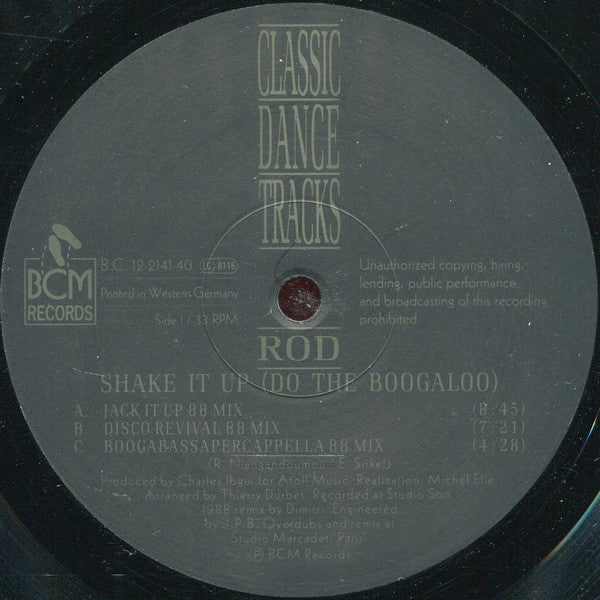 CLASSIC
DANCE
TRACKS
BCM
RECORDS
B.C. 12-2141-40 LC 8116
Printed in Western Germany
Side 1 / 33 RPM
Unauthorized copying, hiring,
lending, public performance
and broadcasting of this recording
prohibited.
ROD
SHAKE IT UP (DO THE BOOGALOO)
A. JACK IT UP 88 MIX (8:45)
B. DISCO REVIVAL 88 MIX (7:21)
C. BOOGABASSAPERCAPPELLA 88 MIX (4:28)
(R. Niangandoumou/E. Sirkel)
Produced by Charles Ibgui for Atoll Music. Realization: Michel Elle
Arranged by Thierry Durbet, Recorded at Studio Son
1988 remix by Dimitri Engineered
by J.P.B. Overdubs and remix at
Studio Marcadet, Paris
Ⓟ BCM Records